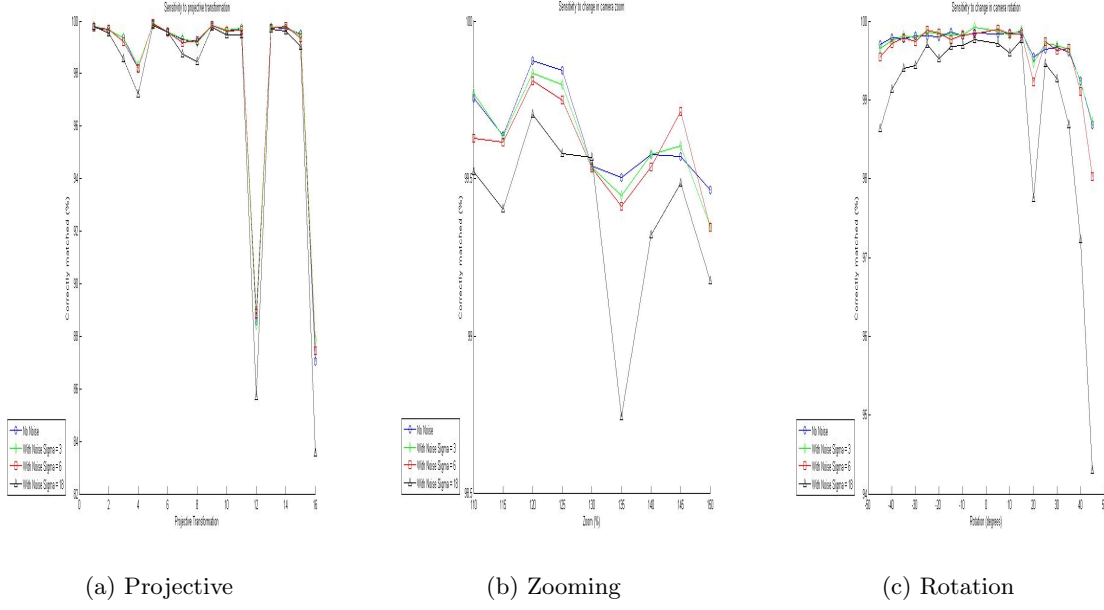 Sensitivity to projective transformation
100
98
96
94
92
90
88
86
84
82
Correctly matched (%)
No Noise
With Noise Sigma = 3
With Noise Sigma = 6
With Noise Sigma = 18
0 2 4 6 8 10 12 14 16
Projective Transformation
(a) Projective
Sensitivity to change in camera zoom
100
99.5
99
98.5
Correctly matched (%)
No Noise
With Noise Sigma = 3
With Noise Sigma = 6
With Noise Sigma = 18
110 115 120 125 130 135 140 145 150
Zoom (%)
(b) Zooming
Sensitivity to change in camera rotation
100
99
98
97
96
95
94
Correctly matched (%)
No Noise
With Noise Sigma = 3
With Noise Sigma = 6
With Noise Sigma = 18
-50 -40 -30 -20 -10 0 10 20 30 40 50
Rotation (degrees)
(c) Rotation